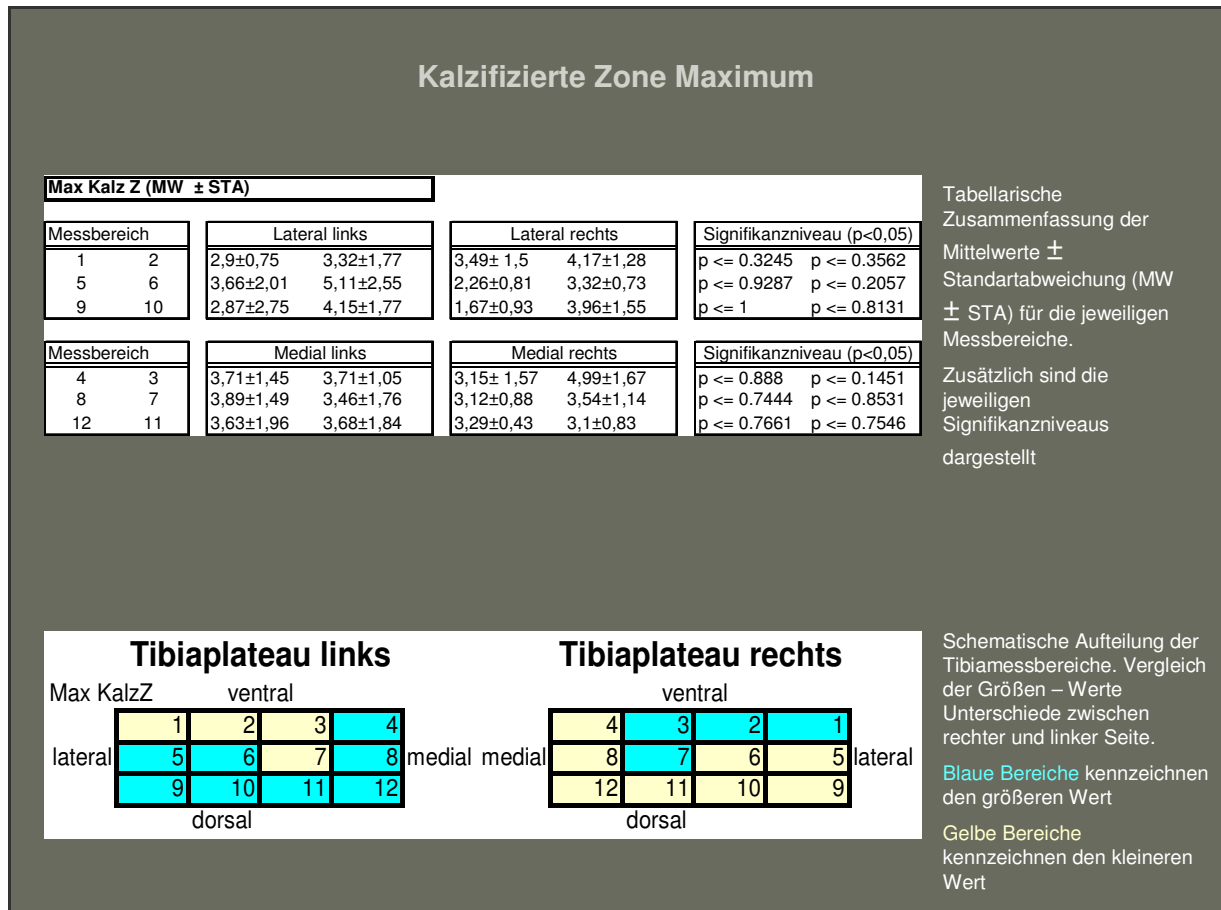 Kalzifizierte Zone Maximum
Max Kalz Z (MW ± STA)
Messbereich Lateral links Lateral rechts Signifikanzniveau (p<0,05)
1 2 2,9±0,75 3,32±1,77 3,49± 1,5 4,17±1,28 p <= 0.3245 p <= 0.3562
5 6 3,66±2,01 5,11±2,55 2,26±0,81 3,32±0,73 p <= 0.9287 p <= 0.2057
9 10 2,87±2,75 4,15±1,77 1,67±0,93 3,96±1,55 p <= 1 p <= 0.8131
Messbereich Medial links Medial rechts Signifikanzniveau (p<0,05)
4 3 3,71±1,45 3,71±1,05 3,15± 1,57 4,99±1,67 p <= 0.888 p <= 0.1451
8 7 3,89±1,49 3,46±1,76 3,12±0,88 3,54±1,14 p <= 0.7444 p <= 0.8531
12 11 3,63±1,96 3,68±1,84 3,29±0,43 3,1±0,83 p <= 0.7661 p <= 0.7546
Tabellarische
Zusammenfassung der
Mittelwerte ±
Standartabweichung (MW
± STA) für die jeweiligen
Messbereiche.
Zusätzlich sind die
jeweiligen
Signifikanzniveaus
dargestellt
Tibiaplateau links Tibiaplateau rechts
Max KalzZ ventral ventral
1 2 3 4 4 3 2 1
lateral 5 6 7 8 medial medial 8 7 6 5 lateral
9 10 11 12 12 11 10 9
dorsal dorsal
Schematische Aufteilung der
Tibiamessbereiche. Vergleich
der Größen – Werte
Unterschiede zwischen
rechter und linker Seite.
Blaue Bereiche kennzeichnen
den größeren Wert
Gelbe Bereiche
kennzeichnen den kleineren
Wert